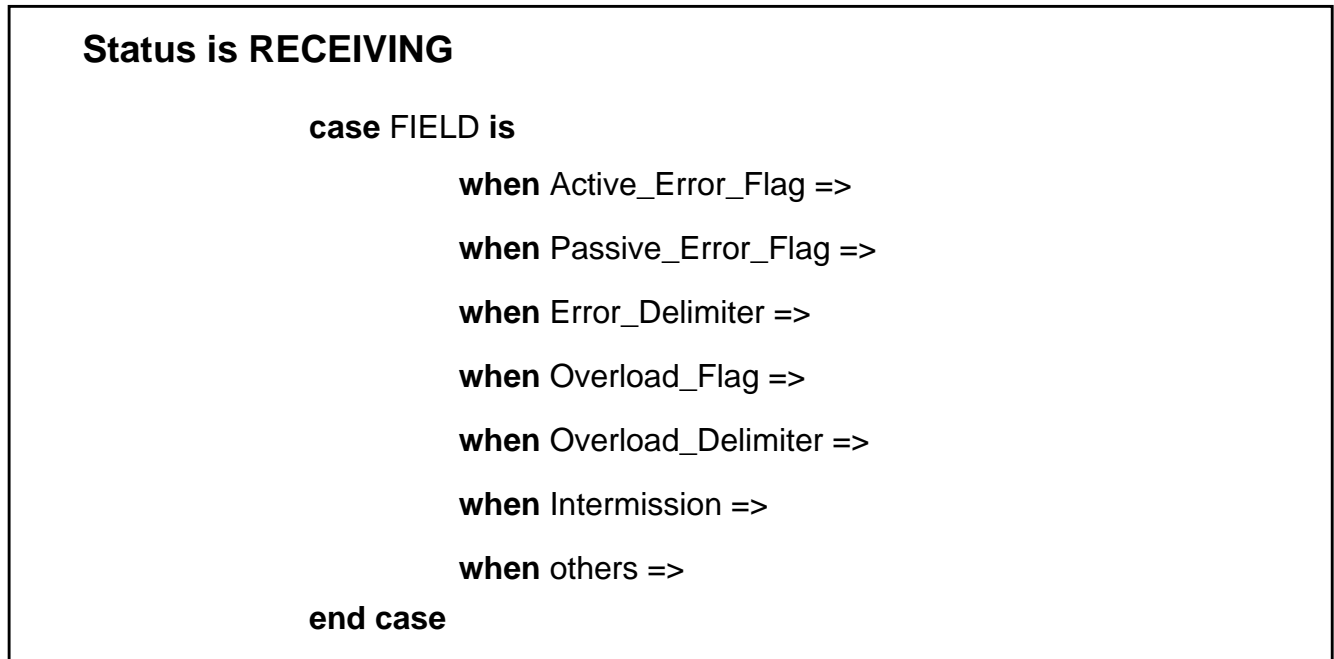 Status is RECEIVING
case FIELD is
when Active_Error_Flag =>
when Passive_Error_Flag =>
when Error_Delimiter =>
when Overload_Flag =>
when Overload_Delimiter =>
when Intermission =>
when others =>
end case